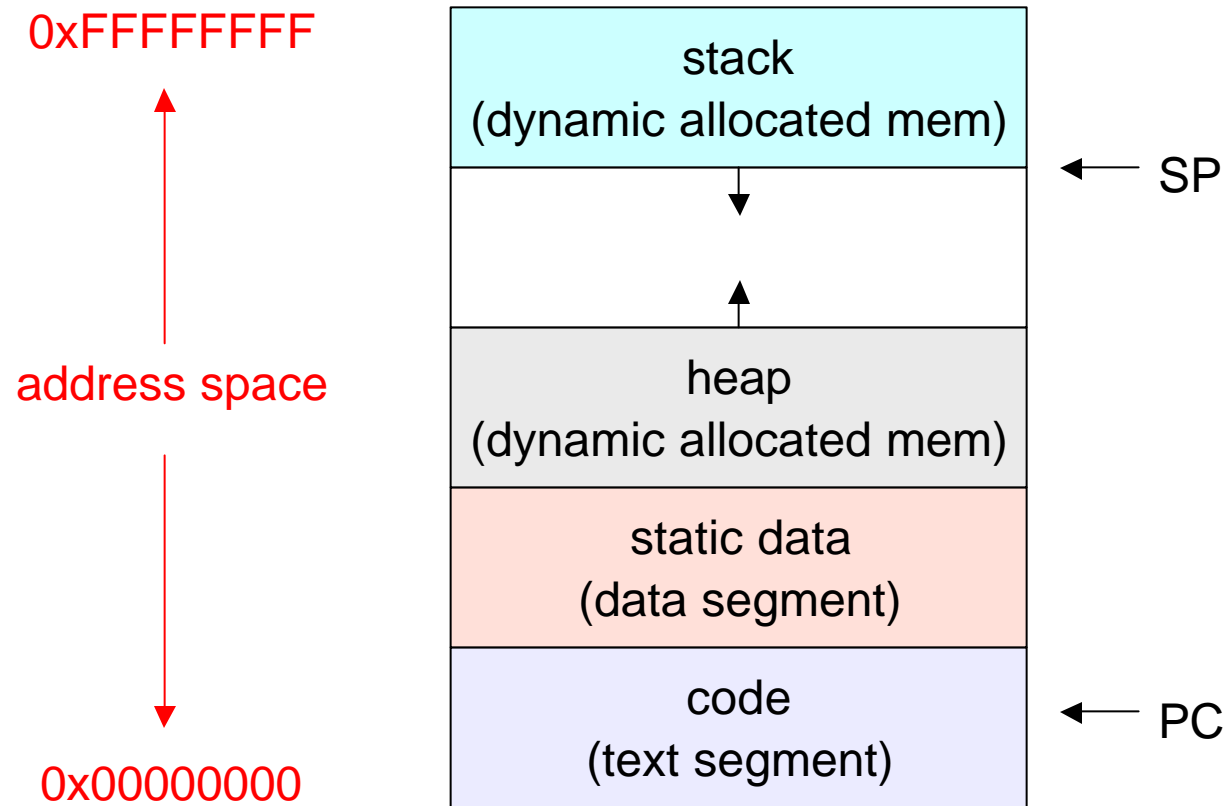 0xFFFFFFFF
stack
(dynamic allocated mem)
SP
address space
heap
(dynamic allocated mem)
static data
(data segment)
code
(text segment)
PC
0x00000000